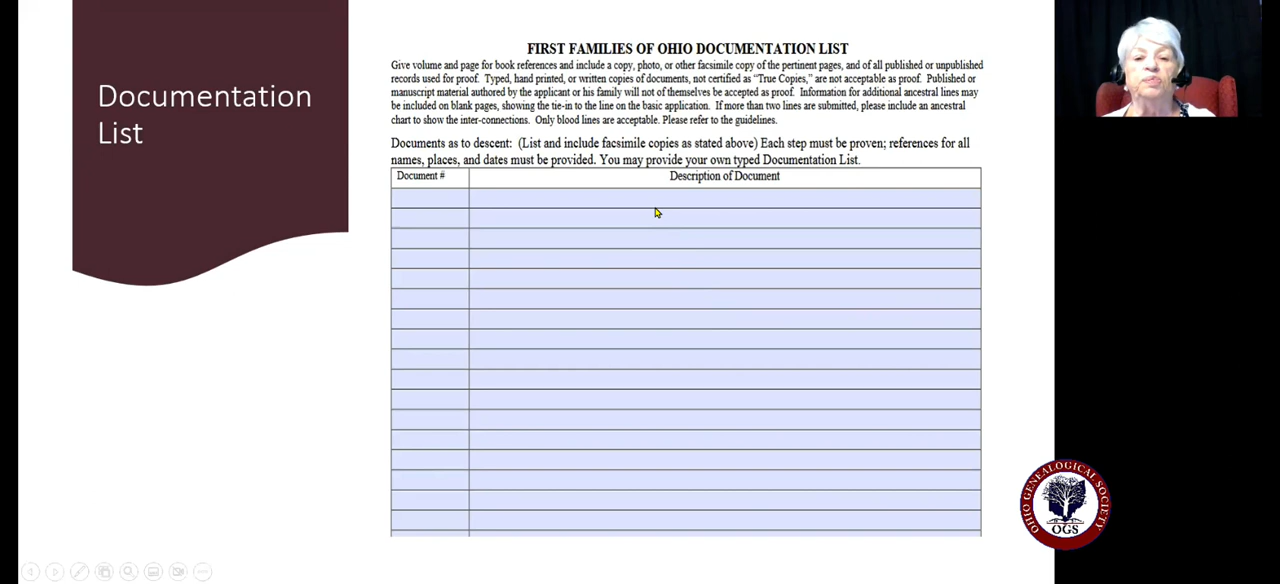 Documentation
List
FIRST FAMILIES OF OHIO DOCUMENTATION LIST
Give volume and page for book references and include a copy, photo, or other facsimile copy of the pertinent pages, and of all published or unpublished
records used for proof. Typed, hand printed, or written copies of documents, not certified as “True Copies,” are not acceptable as proof. Published or
manuscript material authored by the applicant or his family will not of themselves be accepted as proof. Information for additional ancestral lines may
be included on blank pages, showing the tie-in to the line on the basic application. If more than two lines are submitted, please include an ancestral
chart to show the inter-connections. Only blood lines are acceptable. Please refer to the guidelines.
Documents as to descent: (List and include facsimile copies as stated above) Each step must be proven; references for all
names, places, and dates must be provided. You may provide your own typed Documentation List.
Document #
Description of Document
OHIO GENEALOGICAL SOCIETY
OGS